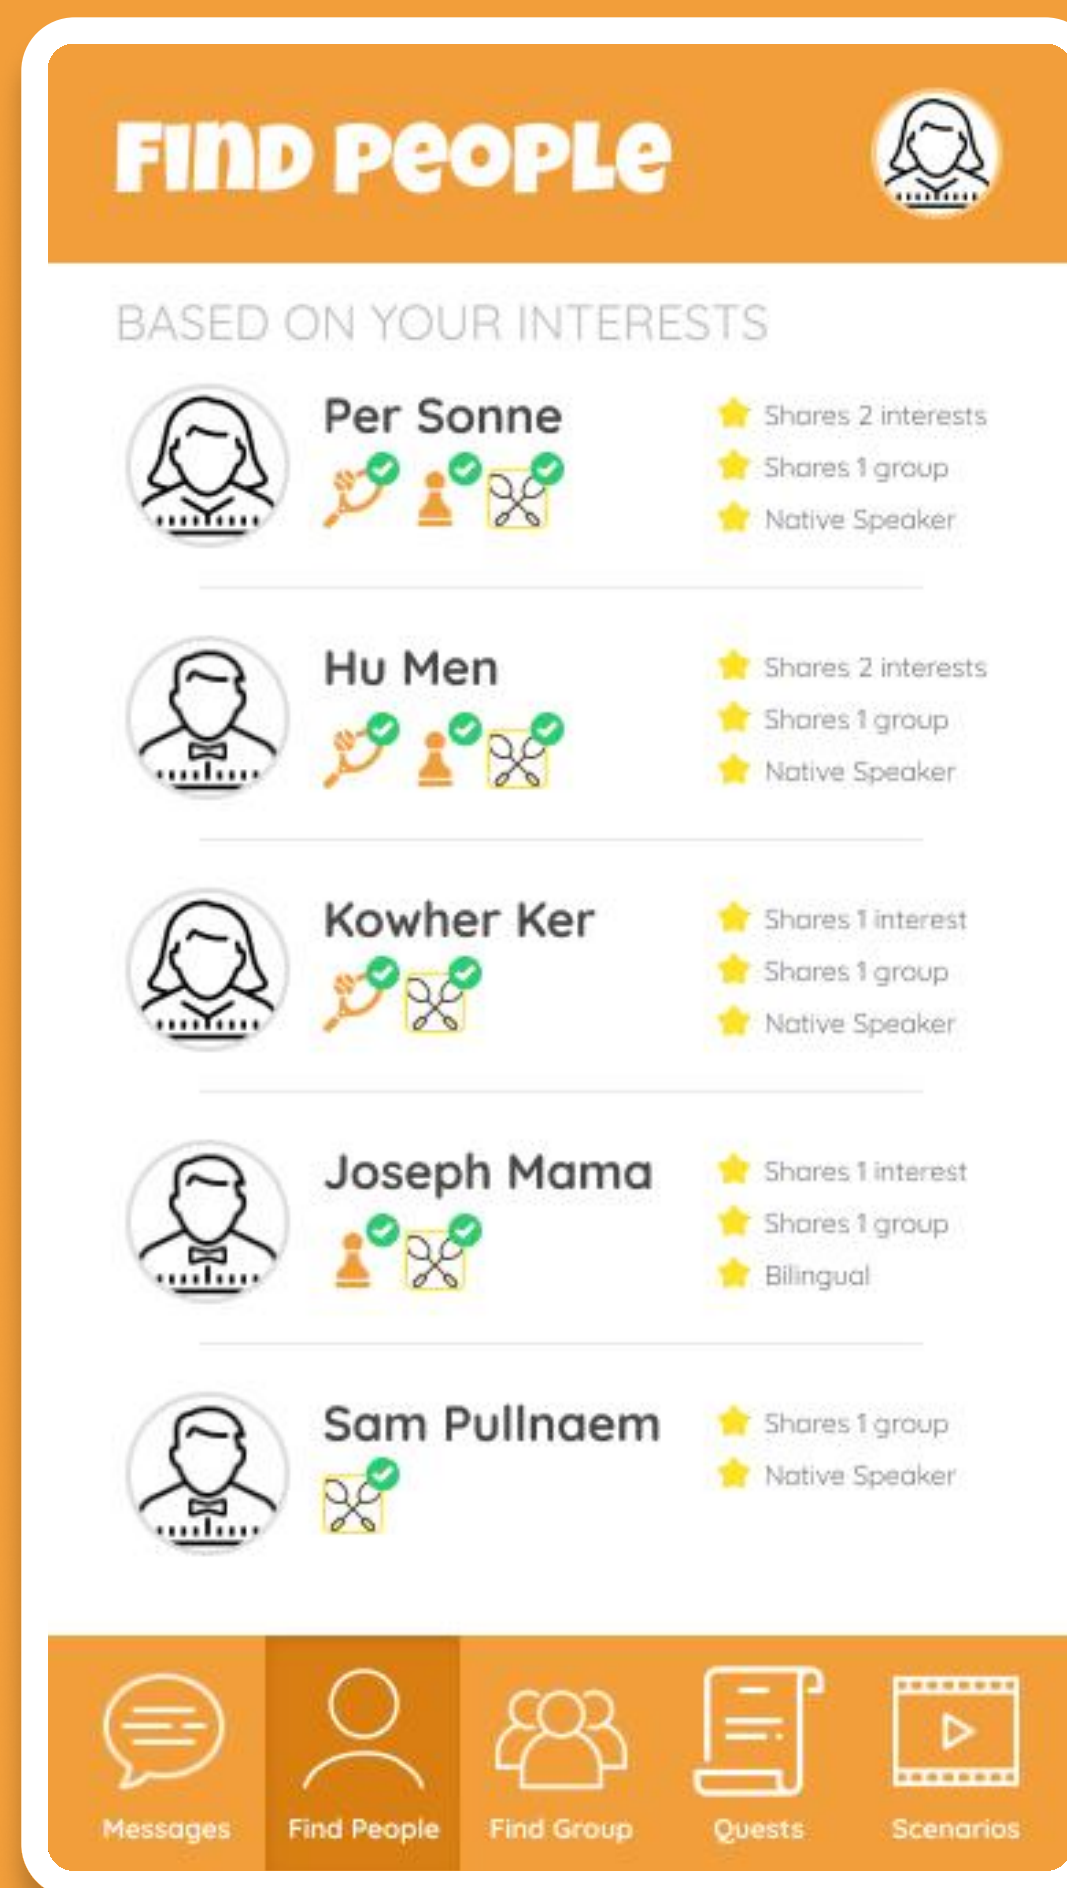 FIND PEOPLE
BASED ON YOUR INTERESTS
Per Sonne
Shares 2 interests
Shares 1 group
Native Speaker
Hu Men
Shares 2 interests
Shares 1 group
Native Speaker
Kowher Ker
Shares 1 interest
Shares 1 group
Native Speaker
Joseph Mama
Shares 1 interest
Shares 1 group
Bilingual
Sam Pullnaem
Shares 1 group
Native Speaker
Messages
Find People
Find Group
Quests
Scenarios